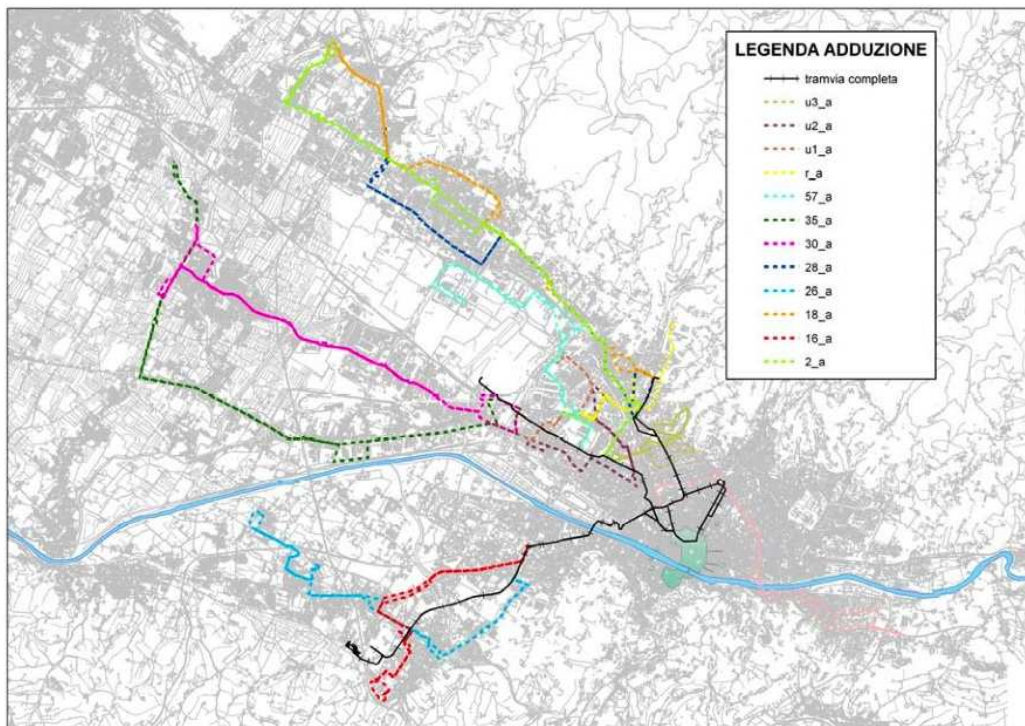 LEGENDA ADDUZIONE
tramvia completa
u3_a
u2_a
u1_a
r_a
57_a
35_a
30_a
28_a
26_a
18_a
16_a
2_a